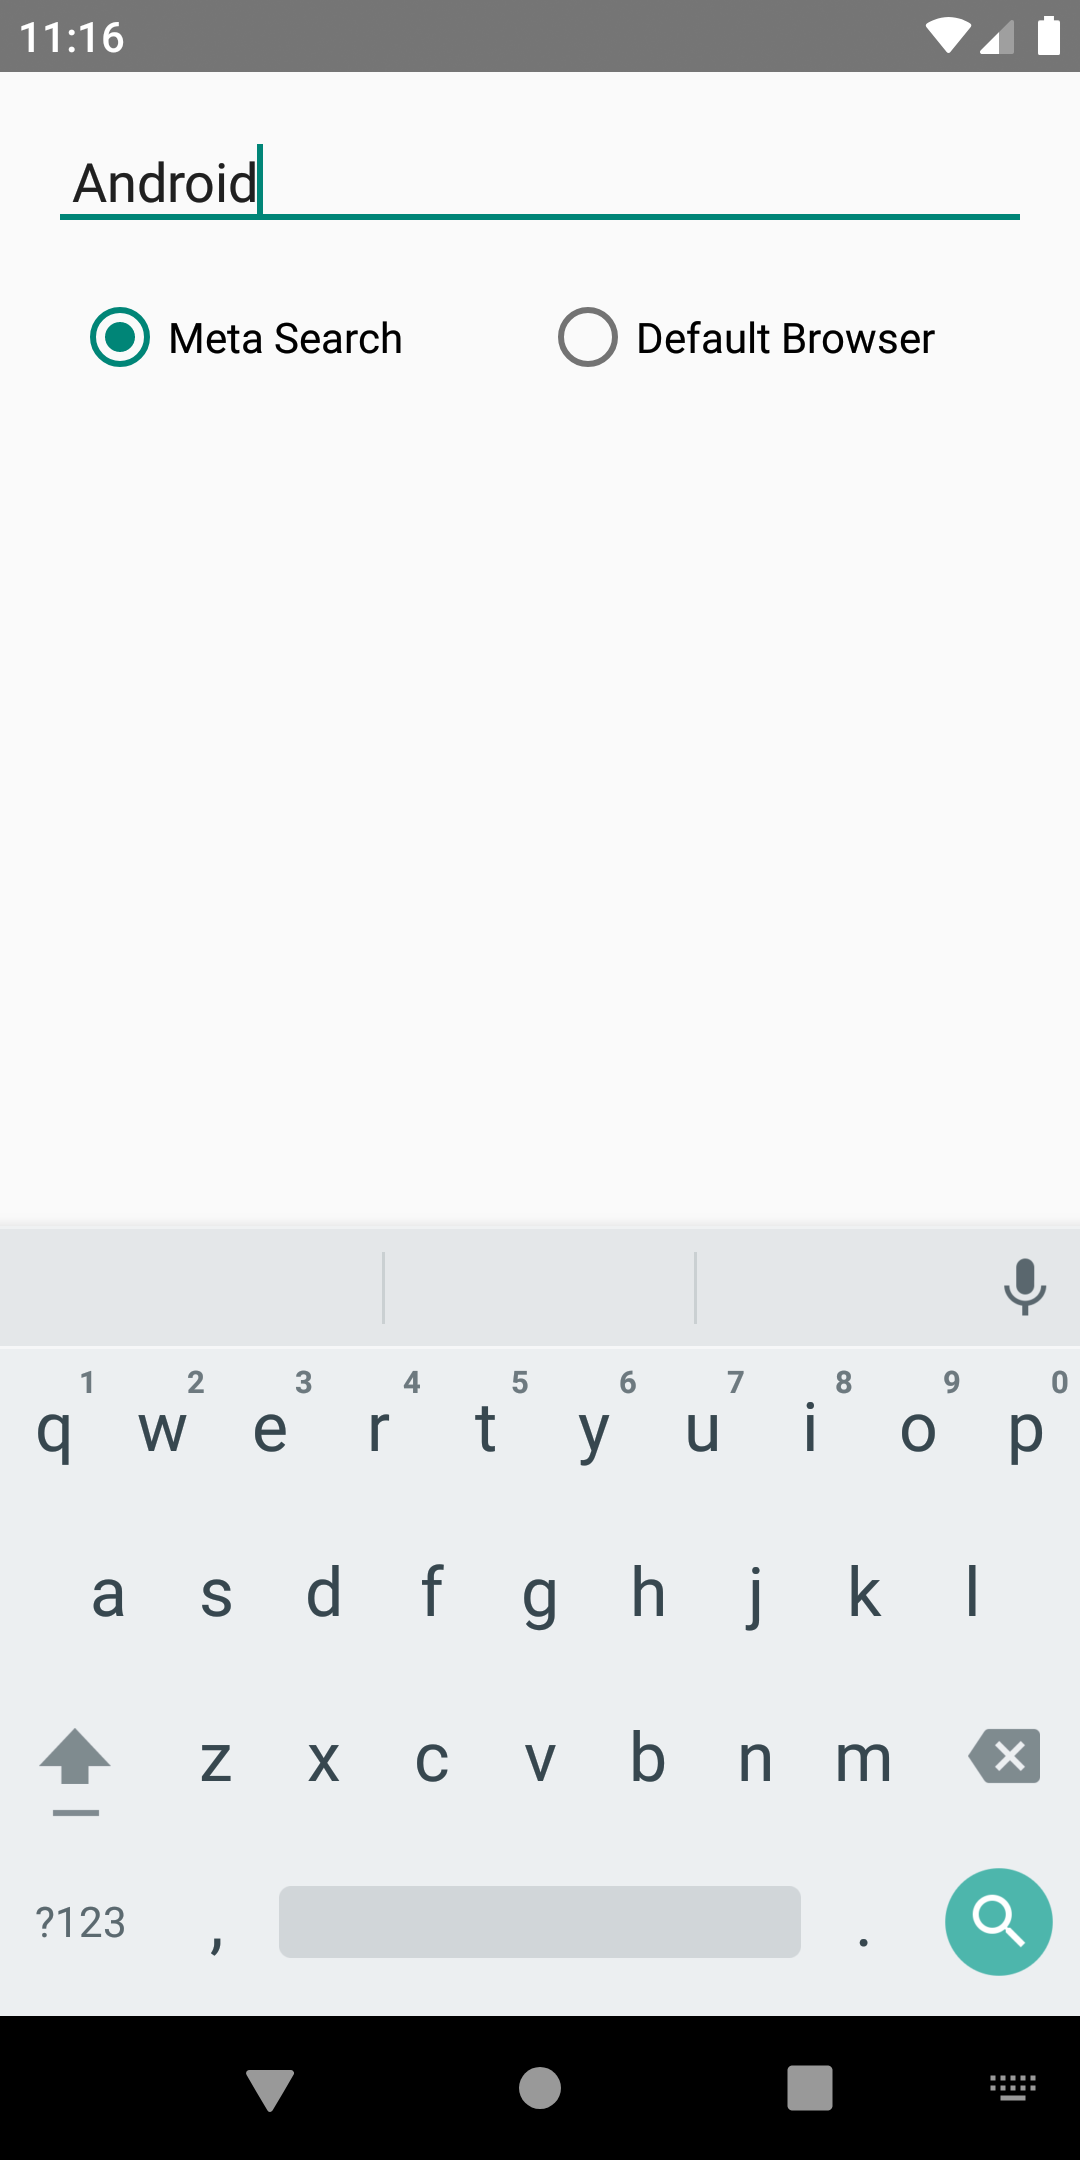 11:16
Android
Meta Search Default Browser
1 2 3 4 5 6 7 8 9 0
q w e r t y u i o p
a s d f g h j k l
z x c v b n m
?123 , .